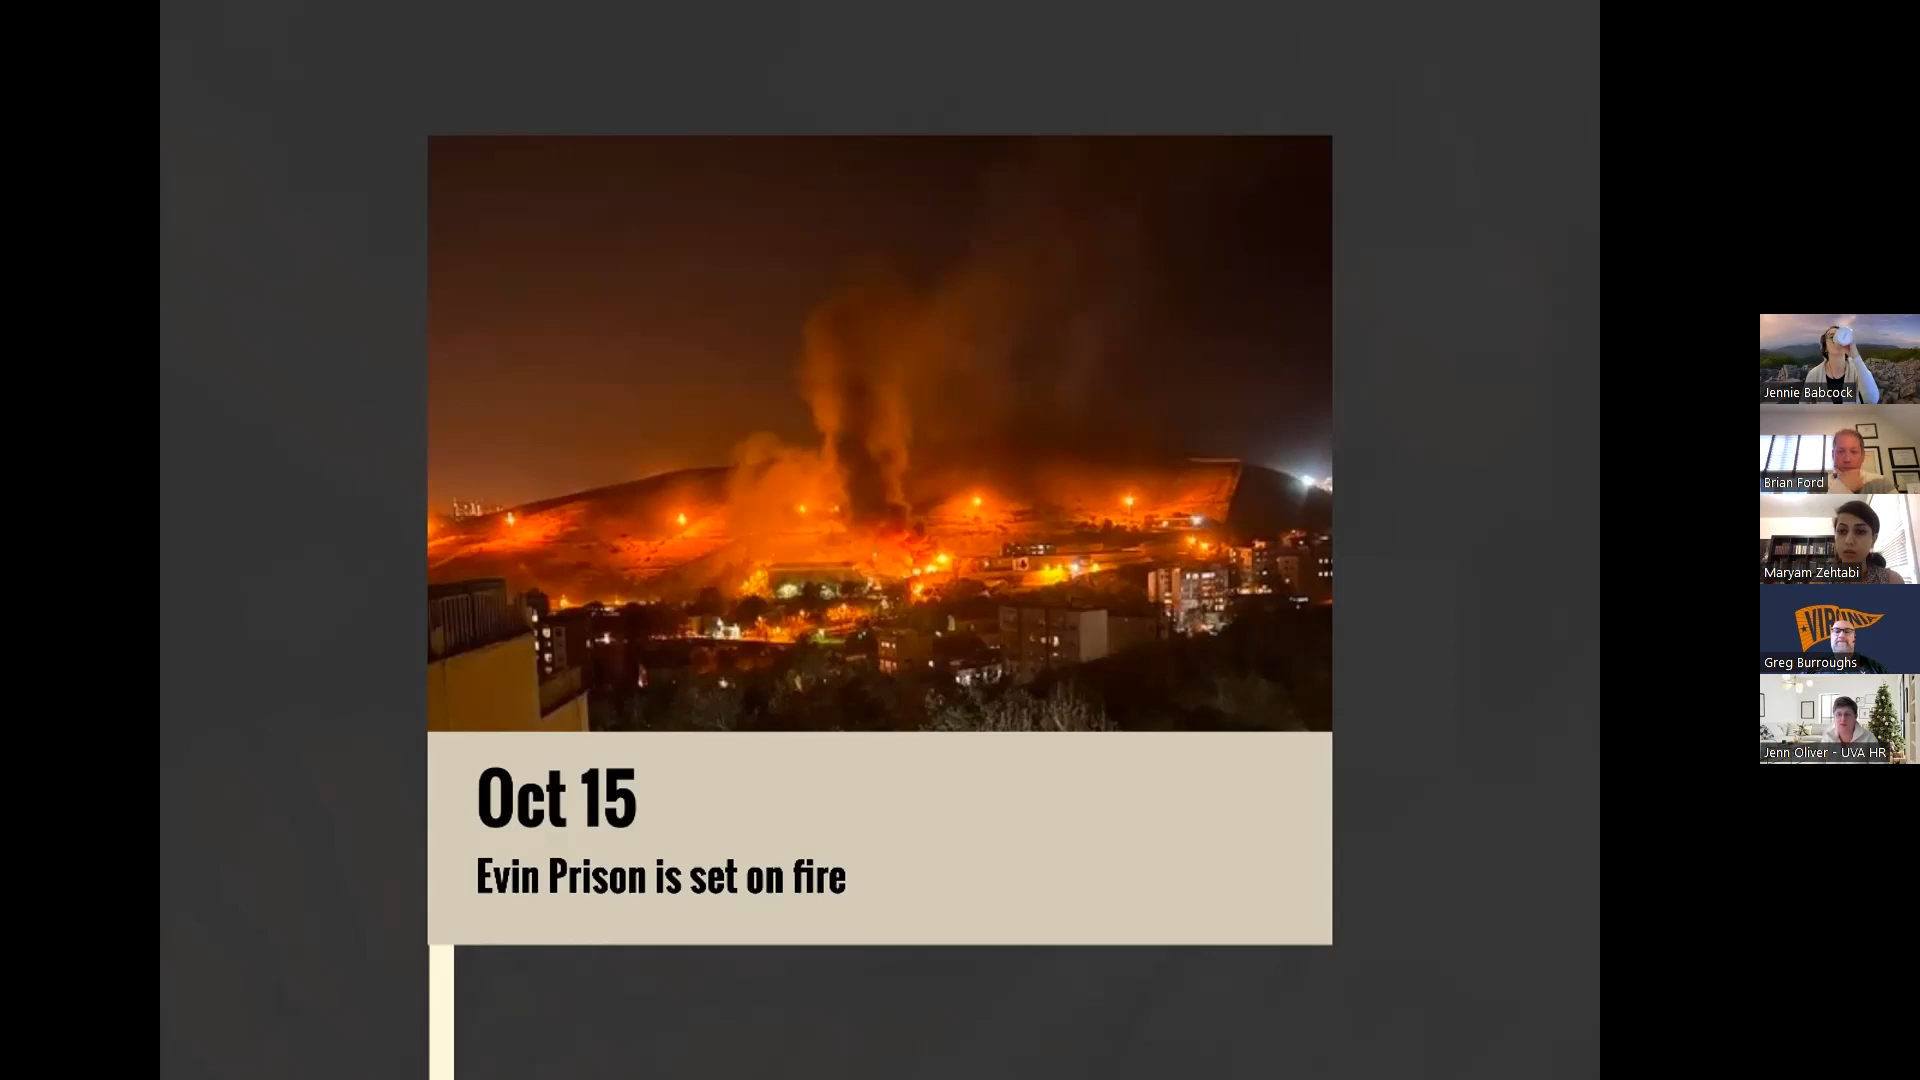 Oct 15
Evin Prison is set on fire
Jennie Babcock
Brian Ford
Maryam Zehtabi
VIRGINIA
Greg Burroughs
Jenn Oliver - UVA HR